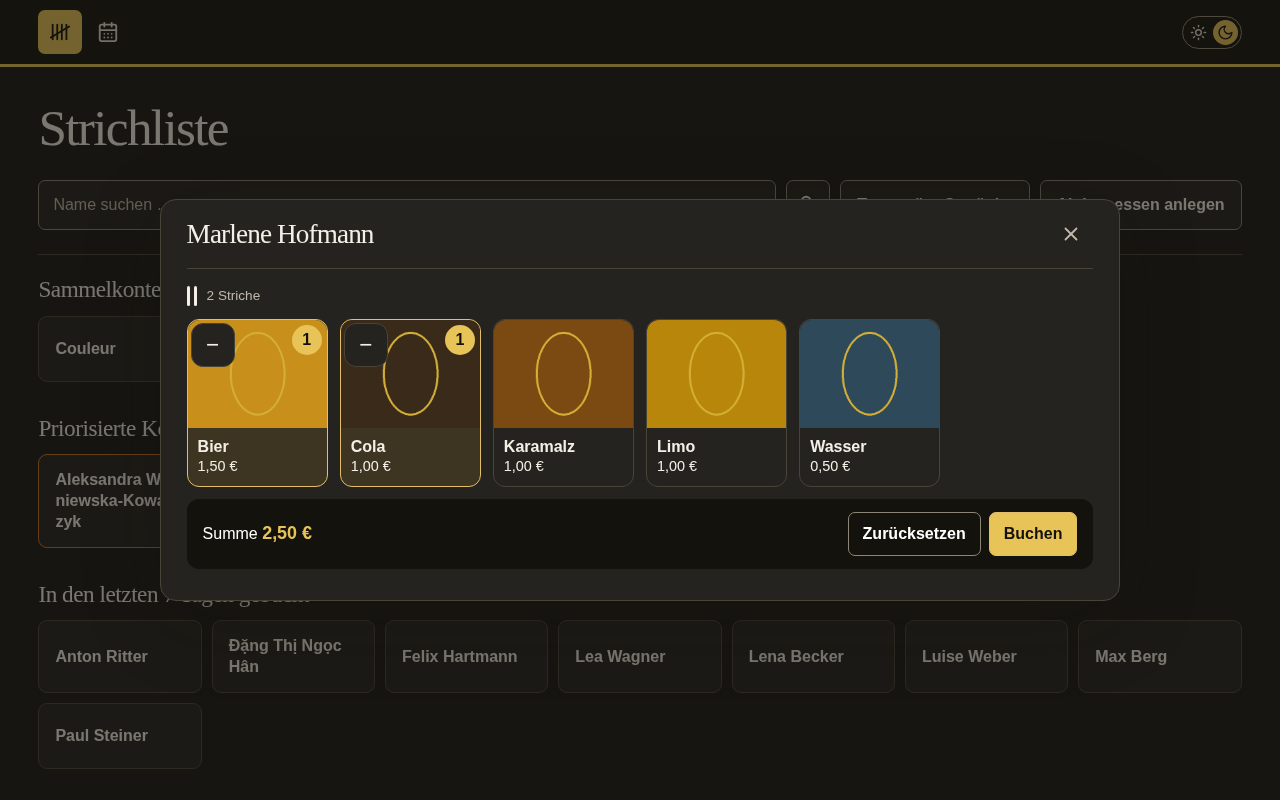 Strichliste
Name suchen
essen anlegen
Marlene Hofmann
2 Striche
Sammelkonte
Couleur
1
1
Bier
1,50 €
Cola
1,00 €
Karamalz
1,00 €
Limo
1,00 €
Wasser
0,50 €
Priorisierte
Aleksandra W
niewska-Kowa
zyk
Summe 2,50 €
Zurücksetzen
Buchen
In den letzten
Anton Ritter
Đặng Thị Ngọc
Hân
Felix Hartmann
Lea Wagner
Lena Becker
Luise Weber
Max Berg
Paul Steiner